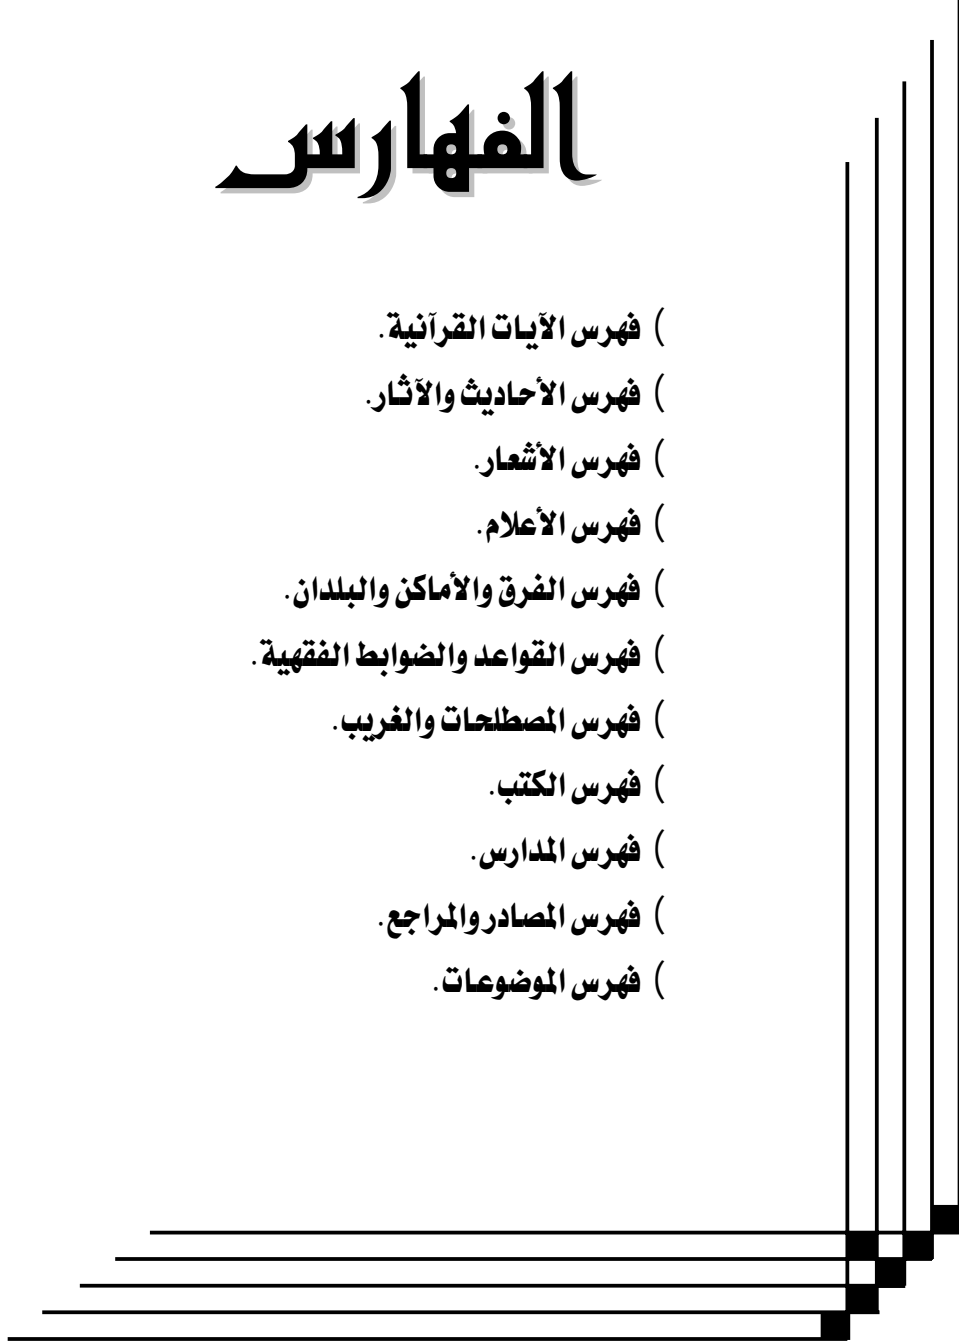 الفهارس
( فهرس الآيات القرآنية.
( فهرس الأحاديث والآثار.
( فهرس الأشعار.
( فهرس الأعلام.
( فهرس الفرق والأماكن والبلدان.
( فهرس القواعد والضوابط الفقهية.
( فهرس المصطلحات والغريب.
( فهرس الكتب.
( فهرس المدارس.
( فهرس المصادر والمراجع.
( فهرس الموضوعات.